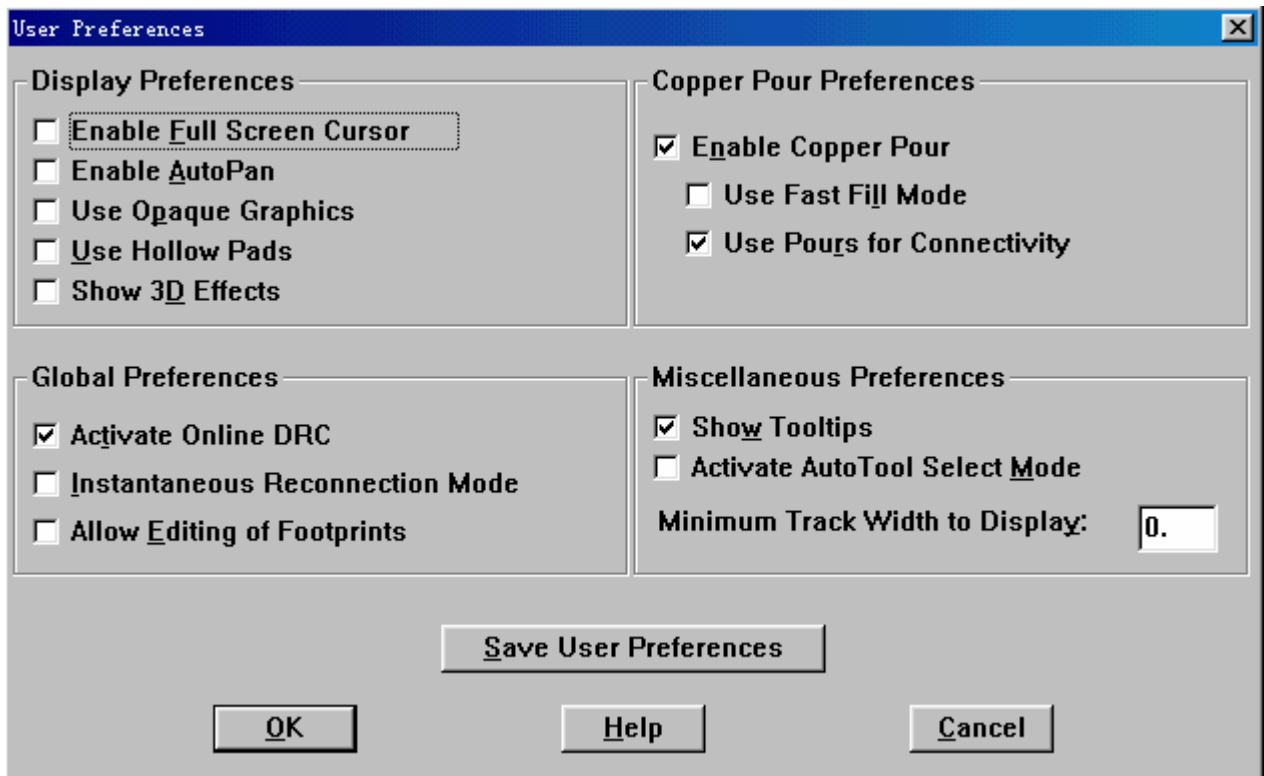 User Preferences
Display Preferences
Enable Full Screen Cursor
Enable AutoPan
Use Opaque Graphics
Use Hollow Pads
Show 3D Effects
Copper Pour Preferences
Enable Copper Pour
Use Fast Fill Mode
Use Pours for Connectivity
Global Preferences
Activate Online DRC
Instantaneous Reconnection Mode
Allow Editing of Footprints
Miscellaneous Preferences
Show Tooltips
Activate AutoTool Select Mode
Minimum Track Width to Display: 0.
Save User Preferences
OK Help Cancel